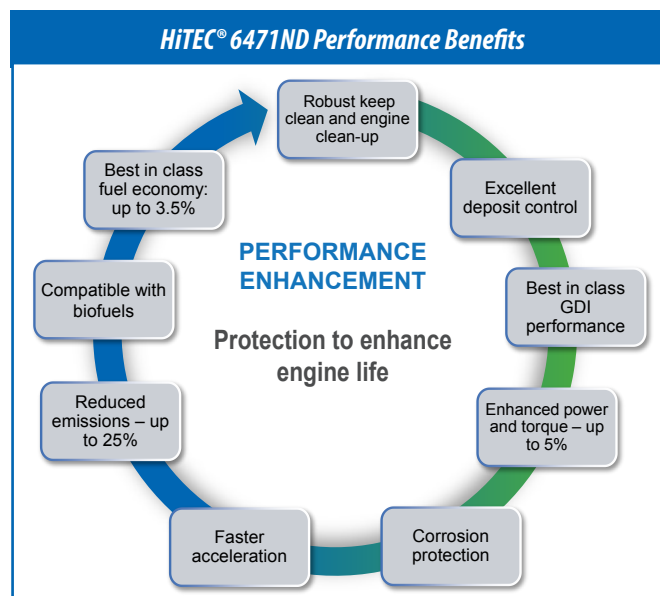 HiTEC® 6471ND Performance Benefits
Robust keep
clean and engine
clean-up
Excellent
deposit control
Best in class
GDI
performance
Enhanced power
and torque – up
to 5%
Corrosion
protection
Faster
acceleration
Reduced
emissions – up
to 25%
Compatible with
biofuels
Best in class
fuel economy:
up to 3.5%
PERFORMANCE
ENHANCEMENT
Protection to enhance
engine life